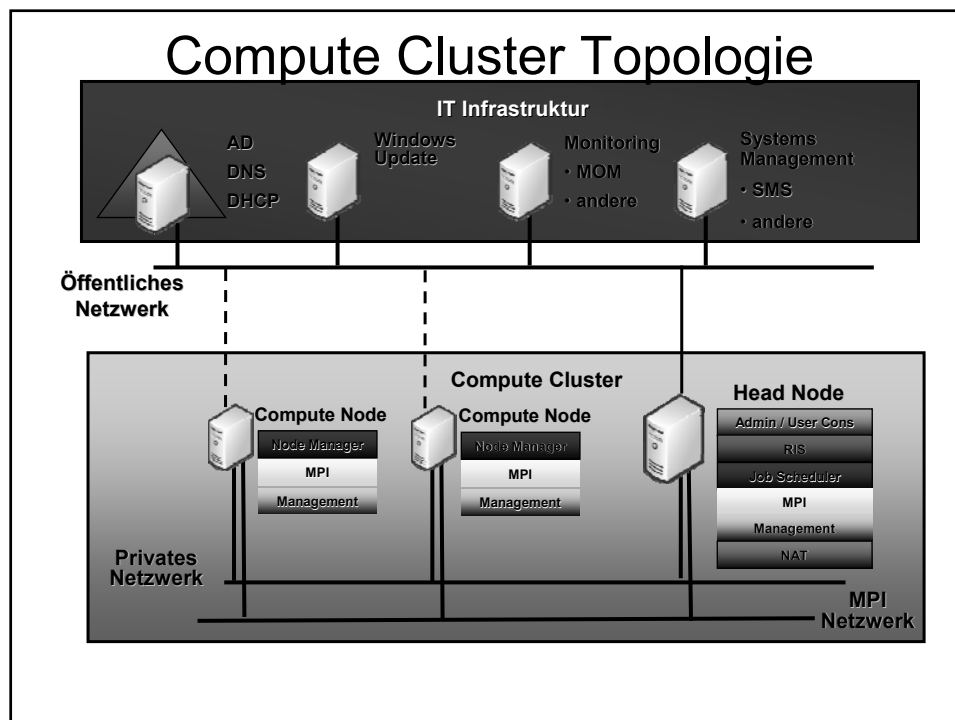 Compute Cluster Topologie
IT Infrastruktur
AD
DNS
DHCP
Windows
Update
Monitoring
• MOM
• andere
Systems
Management
• SMS
• andere
Öffentliches
Netzwerk
Compute Cluster
Compute Node
Node Manager
MPI
Management
Compute Node
Node Manager
MPI
Management
Head Node
Admin / User Cons
RIS
Job Scheduler
MPI
Management
NAT
Privates
Netzwerk
MPI
Netzwerk